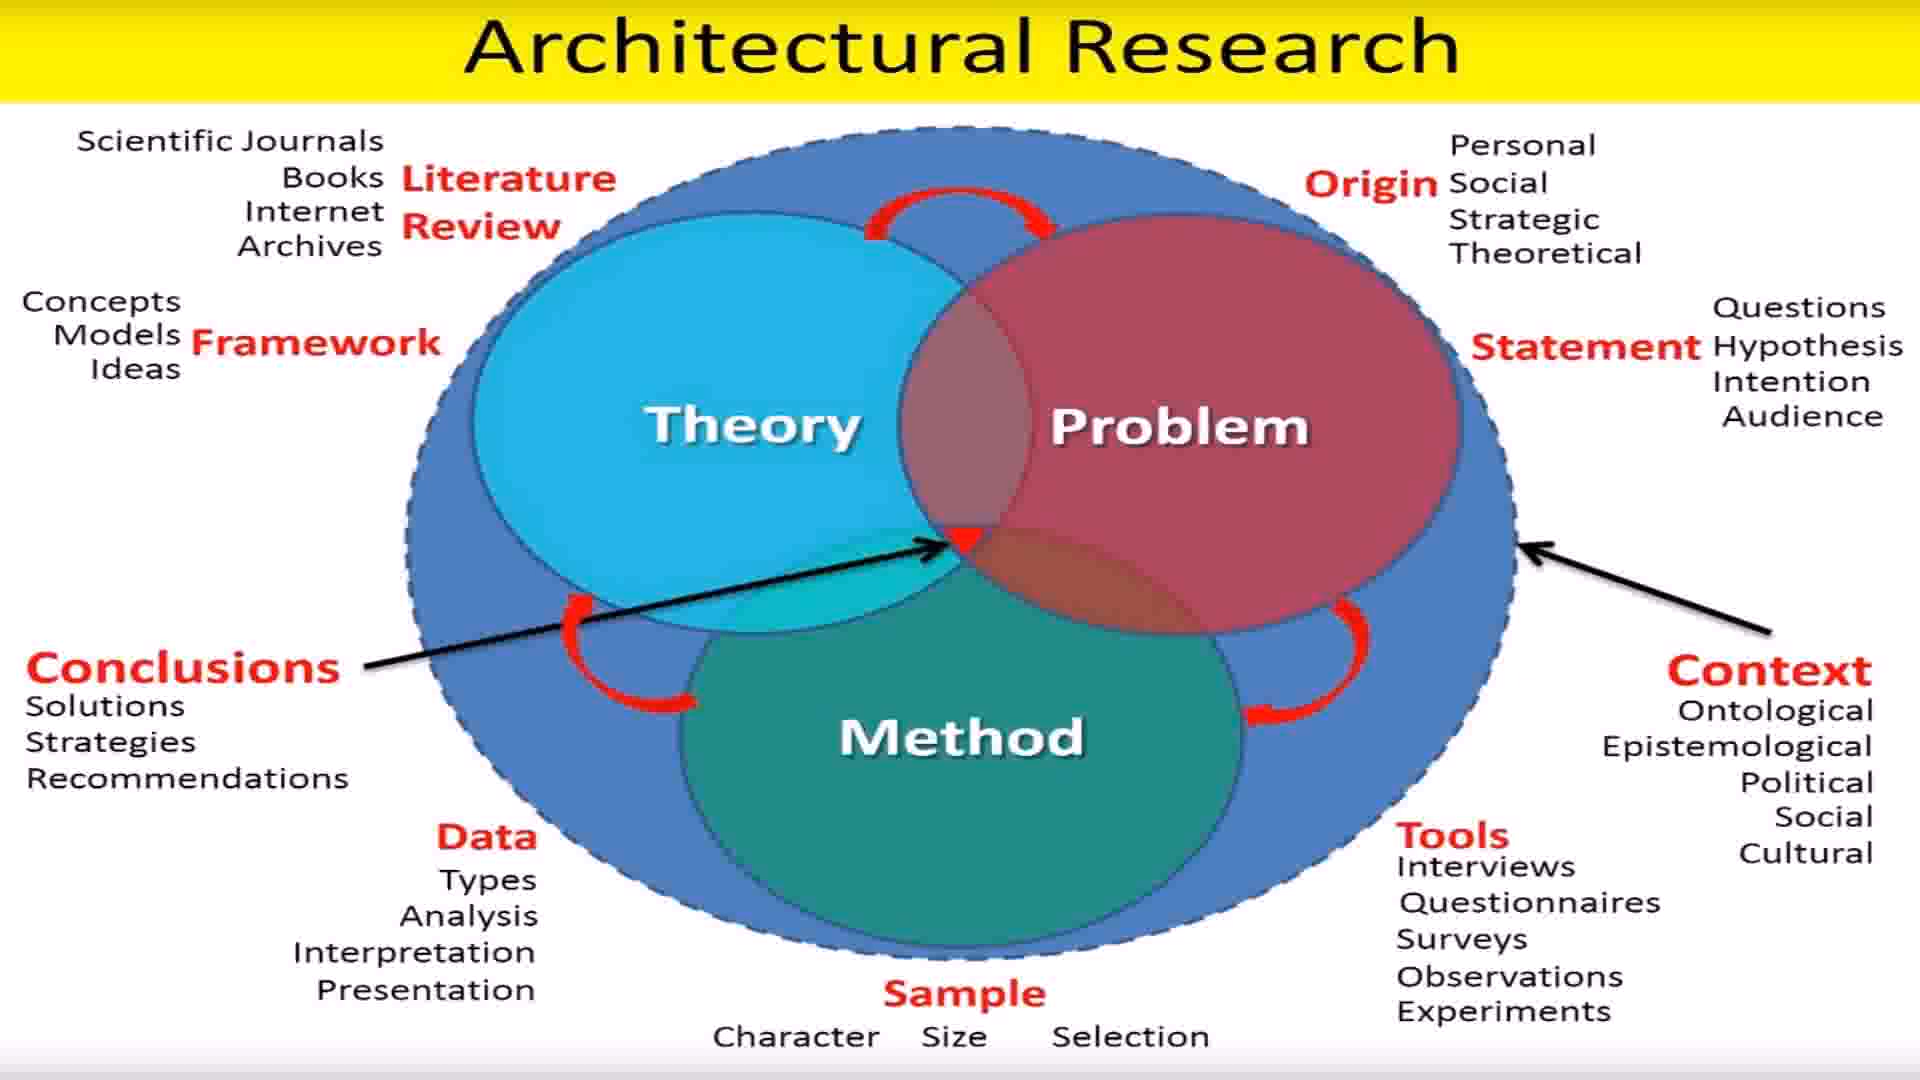 Architectural Research
Scientific Journals
Books
Internet
Archives
Literature
Review
Concepts
Models
Ideas
Framework
Origin
Personal
Social
Strategic
Theoretical
Statement
Questions
Hypothesis
Intention
Audience
Theory
Problem
Method
Conclusions
Solutions
Strategies
Recommendations
Context
Ontological
Epistemological
Political
Social
Cultural
Data
Types
Analysis
Interpretation
Presentation
Sample
Character Size Selection
Tools
Interviews
Questionnaires
Surveys
Observations
Experiments